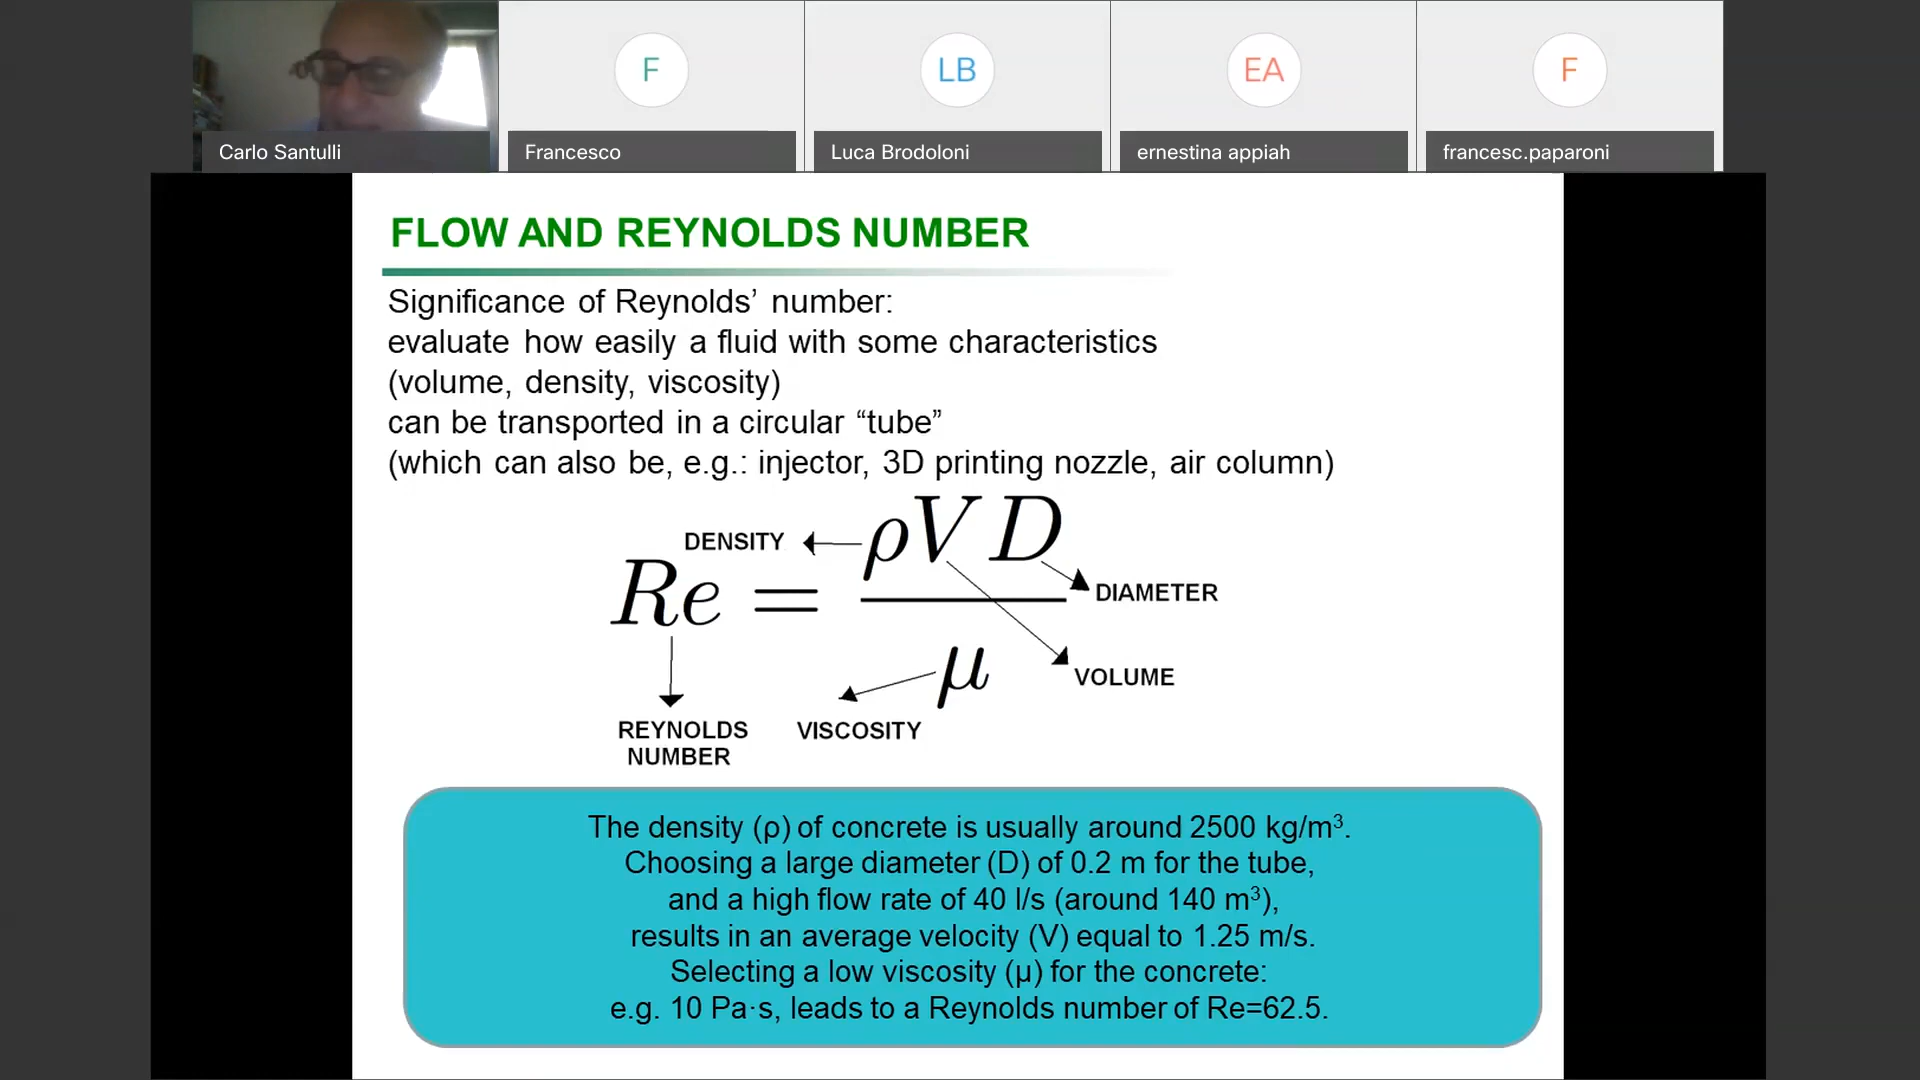 F
LB
EA
F
Carlo Santulli
Francesco
Luca Brodoloni
ernestina appiah
francesc.paparoni
FLOW AND REYNOLDS NUMBER
Significance of Reynolds’ number:
evaluate how easily a fluid with some characteristics
(volume, density, viscosity)
can be transported in a circular “tube”
(which can also be, e.g.: injector, 3D printing nozzle, air column)
DENSITY
ρV D
Re =
DIAMETER
μ
VOLUME
REYNOLDS
NUMBER
VISCOSITY
The density (ρ) of concrete is usually around 2500 kg/m³.
Choosing a large diameter (D) of 0.2 m for the tube,
and a high flow rate of 40 l/s (around 140 m³),
results in an average velocity (V) equal to 1.25 m/s.
Selecting a low viscosity (μ) for the concrete:
e.g. 10 Pa·s, leads to a Reynolds number of Re=62.5.